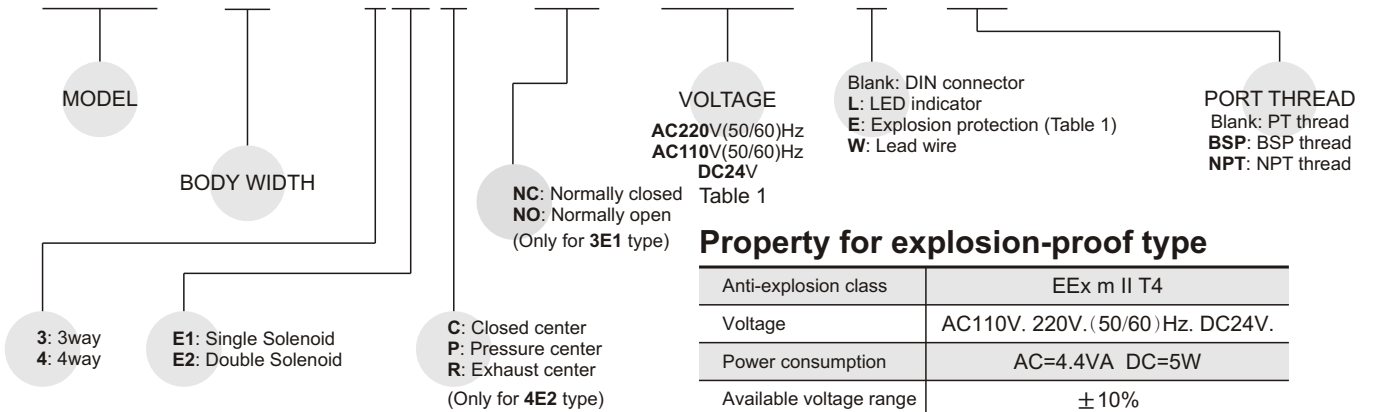 MODEL
BODY WIDTH
3: 3way
4: 4way
E1: Single Solenoid
E2: Double Solenoid
C: Closed center
P: Pressure center
R: Exhaust center
(Only for 4E2 type)
NC: Normally closed
NO: Normally open
(Only for 3E1 type)
VOLTAGE
AC220V(50/60)Hz
AC110V(50/60)Hz
DC24V
Table 1
Blank: DIN connector
L: LED indicator
E: Explosion protection (Table 1)
W: Lead wire
PORT THREAD
Blank: PT thread
BSP: BSP thread
NPT: NPT thread
Property for explosion-proof type
Anti-explosion class EEx m II T4
Voltage AC110V. 220V.(50/60)Hz. DC24V.
Power consumption AC=4.4VA DC=5W
Available voltage range ±10%